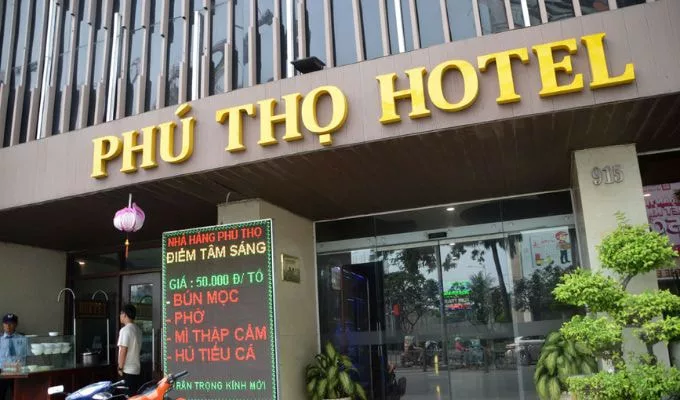 PHÚ THỌ HOTEL
915
NHÀ HÀNG PHÚ THỌ
ĐIỂM TÂM SÁNG
GIÁ : 50.000 Đ/ TÔ
- BÚN MỌC
- PHỞ
- MÌ THẬP CẨM
- HỦ TIẾU CÁ
TRÂN TRỌNG KÍNH MỜI